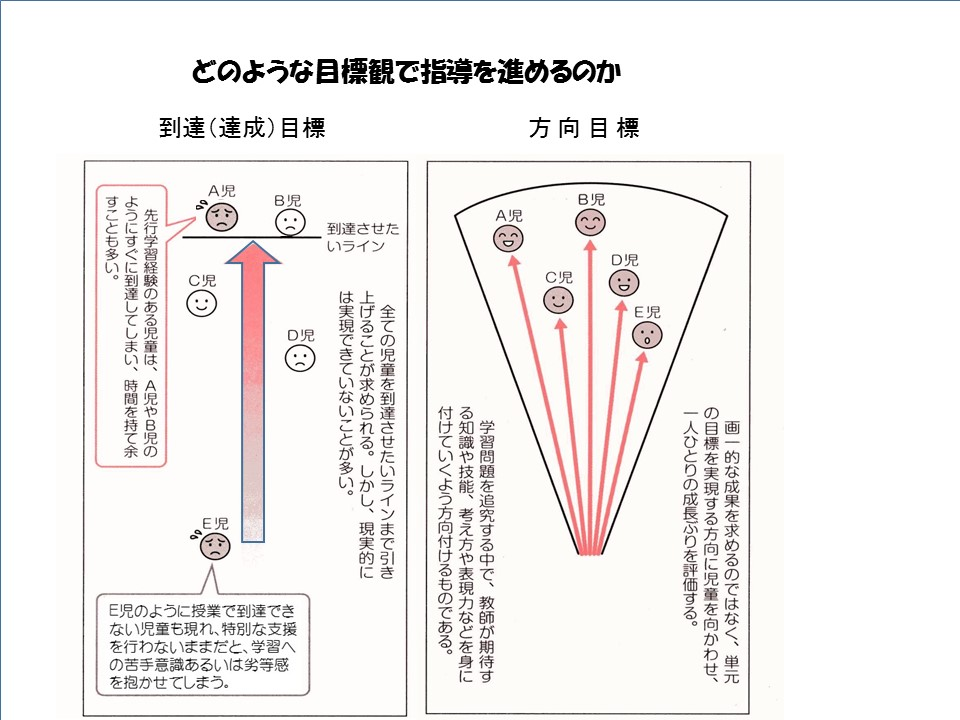 どのような目標観で指導を進めるのか
到達(達成)目標
方向目標
A児
B児
到達させた
いライン
先行学習経験のある児童は、A児やB児の
ようにすぐに到達してしまい、時間を持て余
すことも多い。
C児
D児
全ての児童を到達させたいラインまで引き
上げることが求められる。しかし、現実的に
は実現できていないことが多い。
E児
E児のように授業で到達でき
ない児童も現れ、特別な支援
を行わないままだと、学習へ
の苦手意識あるいは劣等感
を抱かせてしまう。
A児
B児
C児
D児
E児
画一的な成果を求めるのではなく、単元
の目標を実現する方向に児童を向かわせ、
一人ひとりの成長ぶりを評価する。
学習問題を追究する中で、教師が期待す
る知識や技能、考え方や表現力などを身に
付けていくよう方向付けるものである。